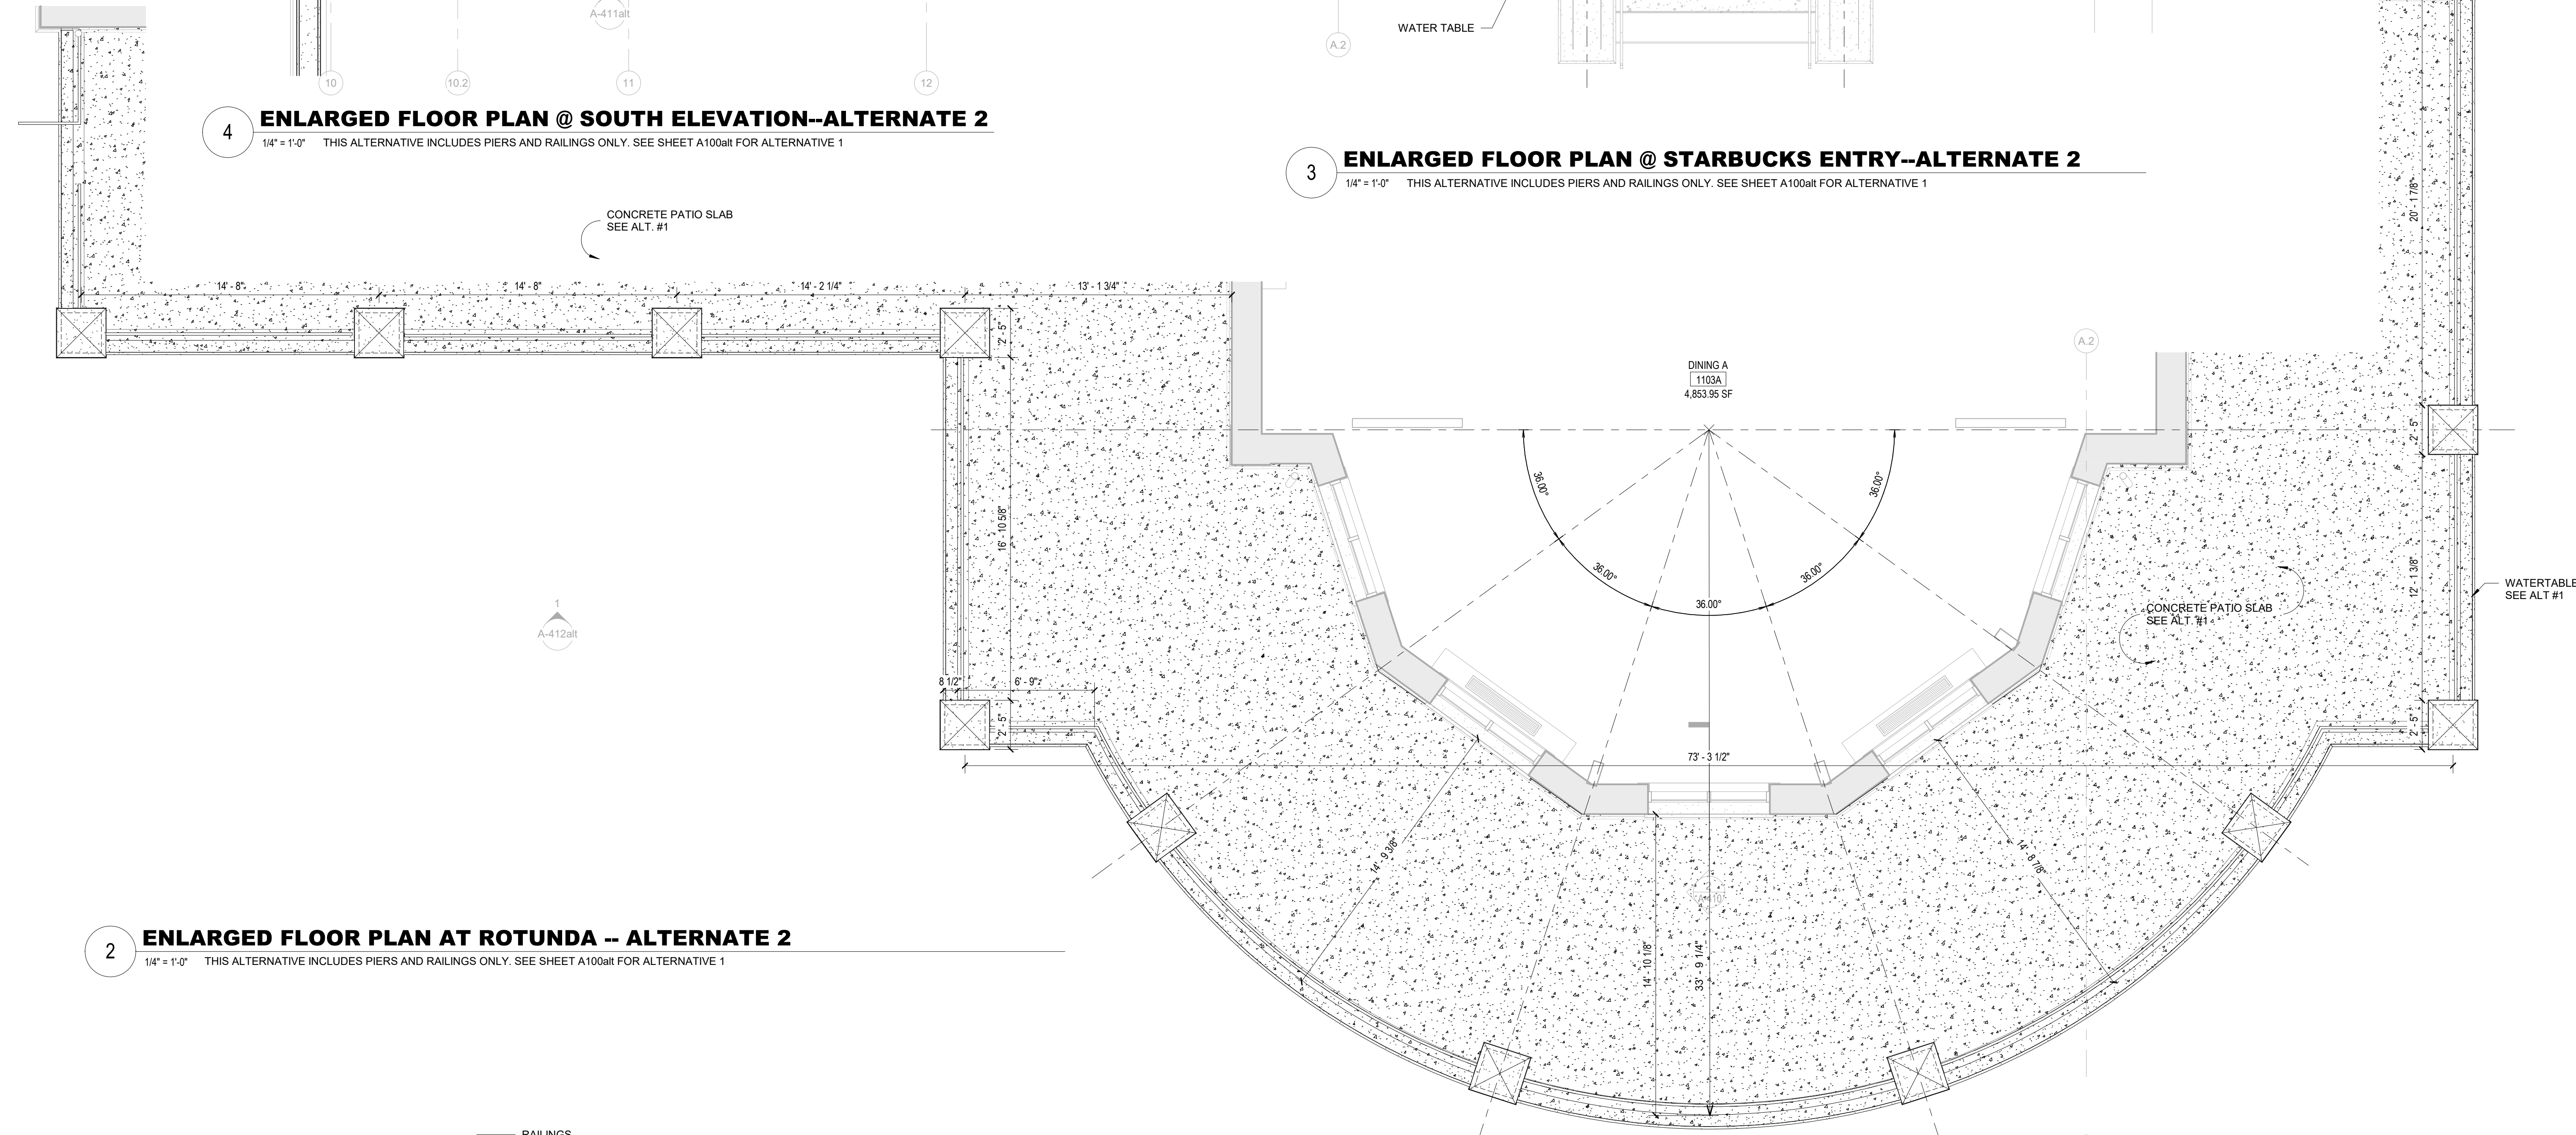 A-411alt
10
10.2
11
12
WATER TABLE
A.2
4
ENLARGED FLOOR PLAN @ SOUTH ELEVATION--ALTERNATE 2
1/4" = 1'-0"
THIS ALTERNATIVE INCLUDES PIERS AND RAILINGS ONLY. SEE SHEET A100alt FOR ALTERNATIVE 1
3
ENLARGED FLOOR PLAN @ STARBUCKS ENTRY--ALTERNATE 2
1/4" = 1'-0"
THIS ALTERNATIVE INCLUDES PIERS AND RAILINGS ONLY. SEE SHEET A100alt FOR ALTERNATIVE 1
CONCRETE PATIO SLAB
SEE ALT. #1
20' - 1 7/8"
14' - 8"
14' - 8"
14' - 2 1/4"
13' - 1 3/4"
2' - 5"
A.2
DINING A
1103A
4,853.95 SF
2' - 5"
36.00°
36.00°
36.00°
36.00°
36.00°
16' - 10 5/8"
12' - 1 3/8"
WATERTABLE
SEE ALT #1
CONCRETE PATIO SLAB
SEE ALT. #1
1
A-412alt
8 1/2"
6' - 9"
2' - 5"
2' - 5"
73' - 3 1/2"
14' - 9 3/8"
14' - 8 7/8"
14' - 10 1/8"
33' - 9 1/4"
2
ENLARGED FLOOR PLAN AT ROTUNDA -- ALTERNATE 2
1/4" = 1'-0"
THIS ALTERNATIVE INCLUDES PIERS AND RAILINGS ONLY. SEE SHEET A100alt FOR ALTERNATIVE 1
RAILINGS